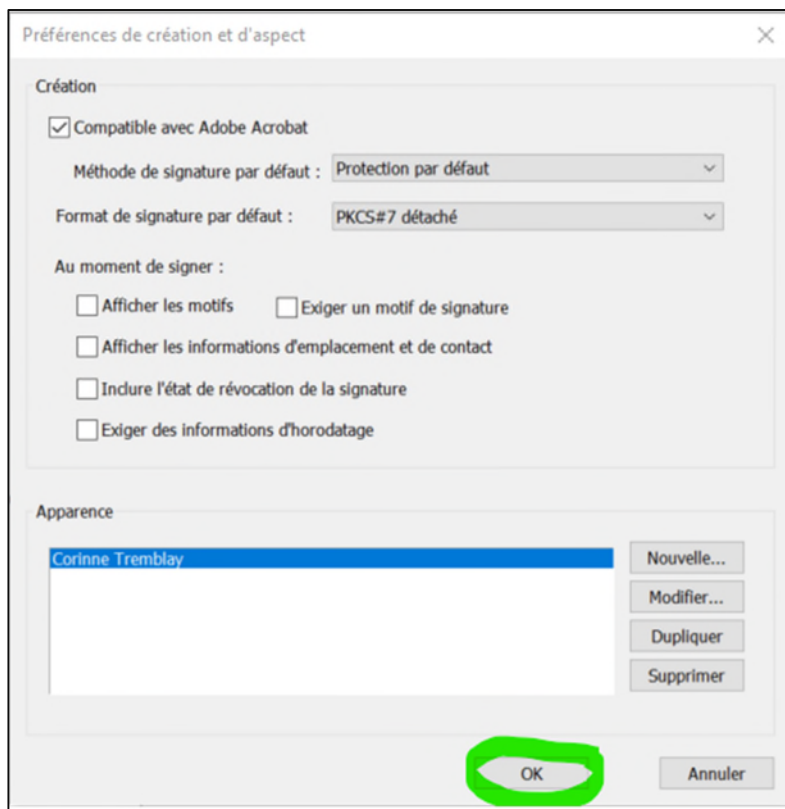 Préférences de création et d'aspect
Création
Compatible avec Adobe Acrobat
Méthode de signature par défaut : Protection par défaut
Format de signature par défaut : PKCS#7 détaché
Au moment de signer :
Afficher les motifs Exiger un motif de signature
Afficher les informations d'emplacement et de contact
Inclure l'état de révocation de la signature
Exiger des informations d'horodatage
Apparence
Corinne Tremblay
Nouvelle...
Modifier...
Dupliquer
Supprimer
OK Annuler